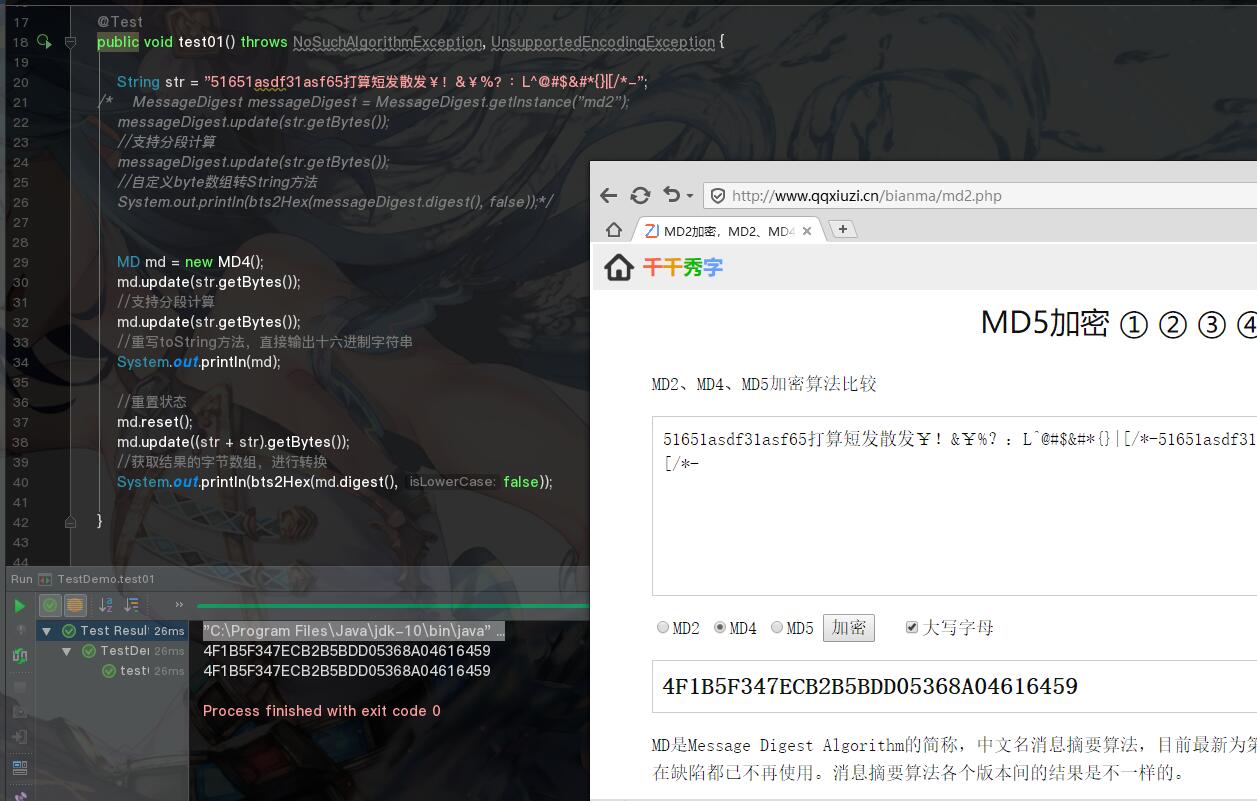 17 @Test
18 public void test01() throws NoSuchAlgorithmException, UnsupportedEncodingException {
19
20 String str = "51651asdf31asf65打算短发散发¥！&¥%？：L^@#$&#*{}|[/*-";
21 /* MessageDigest messageDigest = MessageDigest.getInstance("md2");
22 messageDigest.update(str.getBytes());
23 //支持分段计算
24 messageDigest.update(str.getBytes());
25 //自定义byte数组转String方法
26 System.out.println(bts2Hex(messageDigest.digest(), false));*/
27
28
29 MD md = new MD4();
30 md.update(str.getBytes());
31 //支持分段计算
32 md.update(str.getBytes());
33 //重写toString方法，直接输出十六进制字符串
34 System.out.println(md);
35
36 //重置状态
37 md.reset();
38 md.update((str + str).getBytes());
39 //获取结果的字节数组，进行转换
40 System.out.println(bts2Hex(md.digest(), isLowerCase: false));
41
42 }
43
44
Run TestDemo.test01
Test Resul 26ms
TestDe 26ms
test 26ms
"C:\Program Files\Java\jdk-10\bin\java" ...
4F1B5F347ECB2B5BDD05368A04616459
4F1B5F347ECB2B5BDD05368A04616459
Process finished with exit code 0
http://www.qqxiuzi.cn/bianma/md2.php
MD2加密，MD2、MD4
千千秀字
MD5加密 ① ② ③ ④
MD2、MD4、MD5加密算法比较
51651asdf31asf65打算短发散发¥！&¥%？：L^@#$&#*{}|[/*-51651asdf31
[/*-
MD2 MD4 MD5 加密 大写字母
4F1B5F347ECB2B5BDD05368A04616459
MD是Message Digest Algorithm的简称，中文名消息摘要算法，目前最新为第
在缺陷都已不再使用。消息摘要算法各个版本间的结果是不一样的。